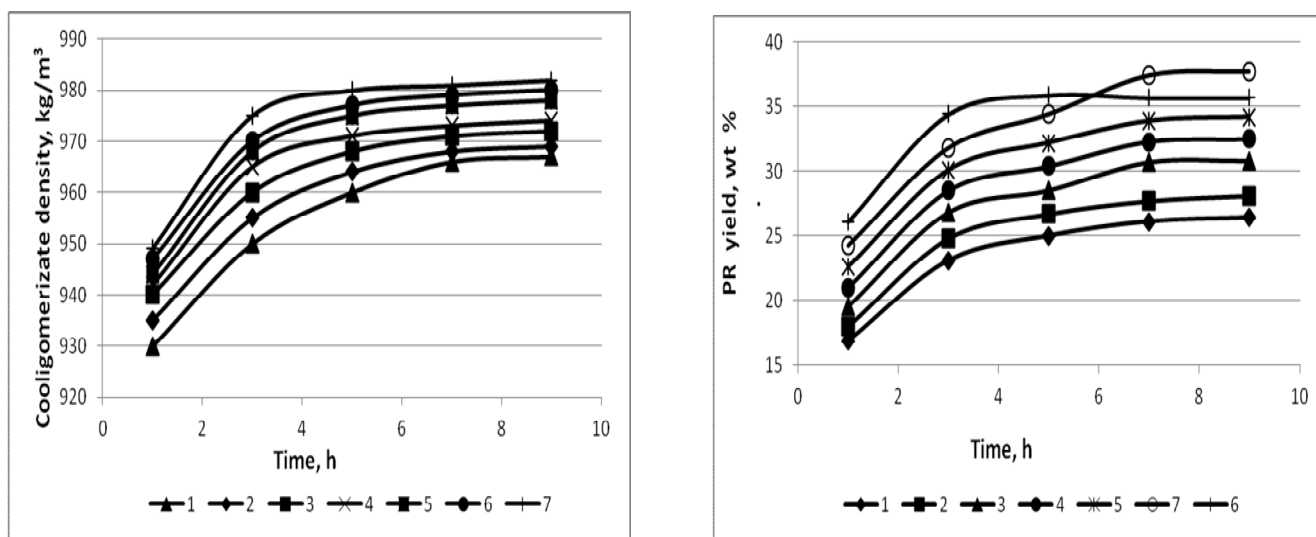 Cooligomerizate density, kg/m³
990
980
970
960
950
940
930
920
0 2 4 6 8 10
Time, h
1 2 3 4 5 6 7
PR yield, wt %
40
35
30
25
20
15
0 2 4 6 8 10
Time, h
1 2 3 4 5 7 6